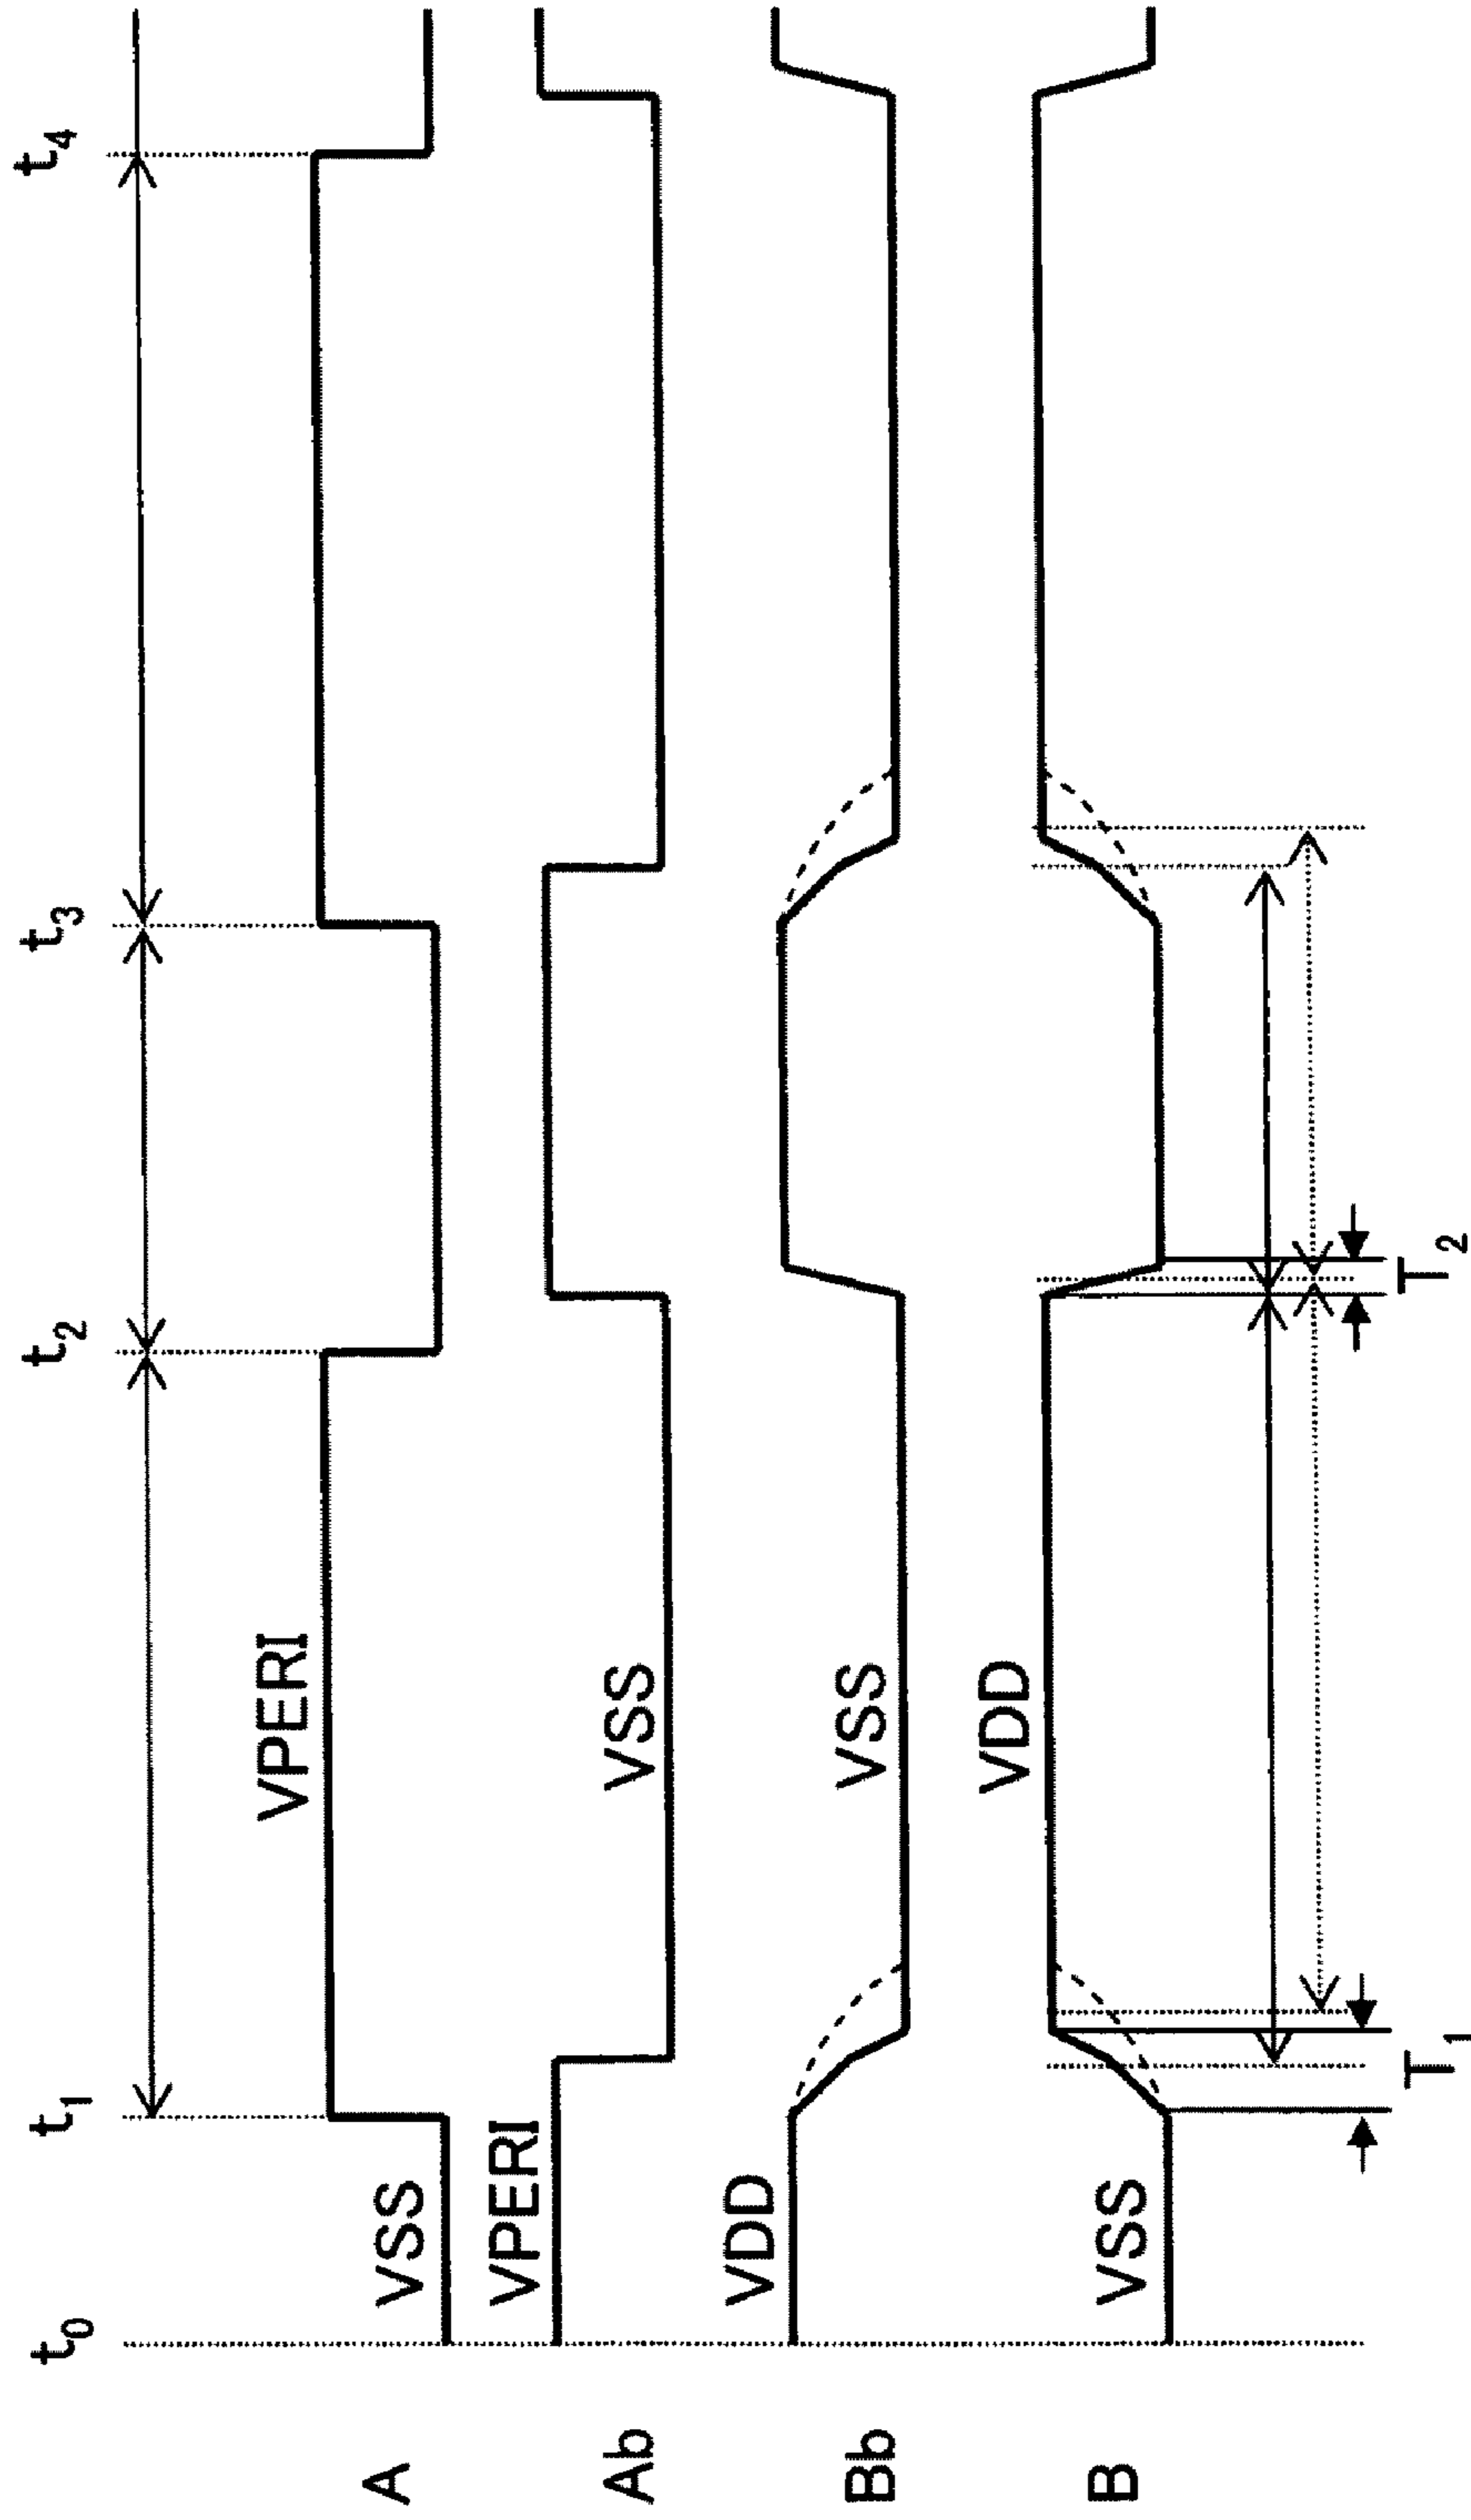 t0 t1 t2 t3 t4
A VSS VPERI
Ab VPERI VSS
Bb VDD VSS
B VSS VDD
T1 T2